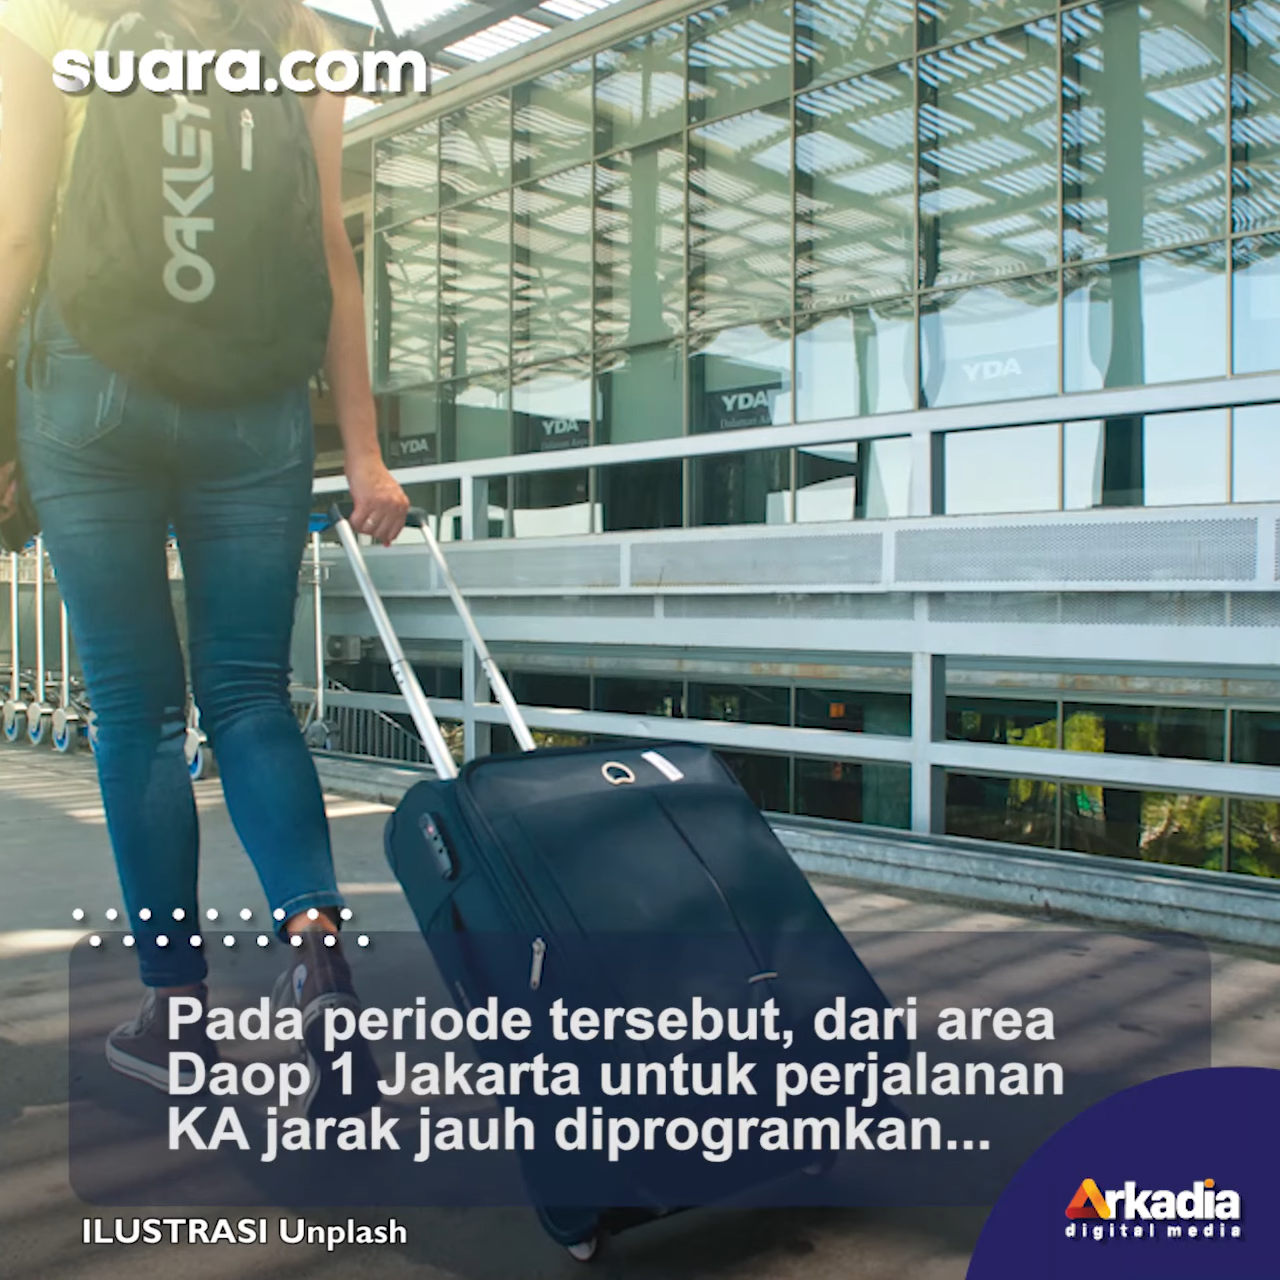 suara.com
OAKLEY
YDA
YDA
YDA
Dalaman
YDA
Pada periode tersebut, dari area
Daop 1 Jakarta untuk perjalanan
KA jarak jauh diprogramkan...
ILUSTRASI Unplash
Arkadia
digital media